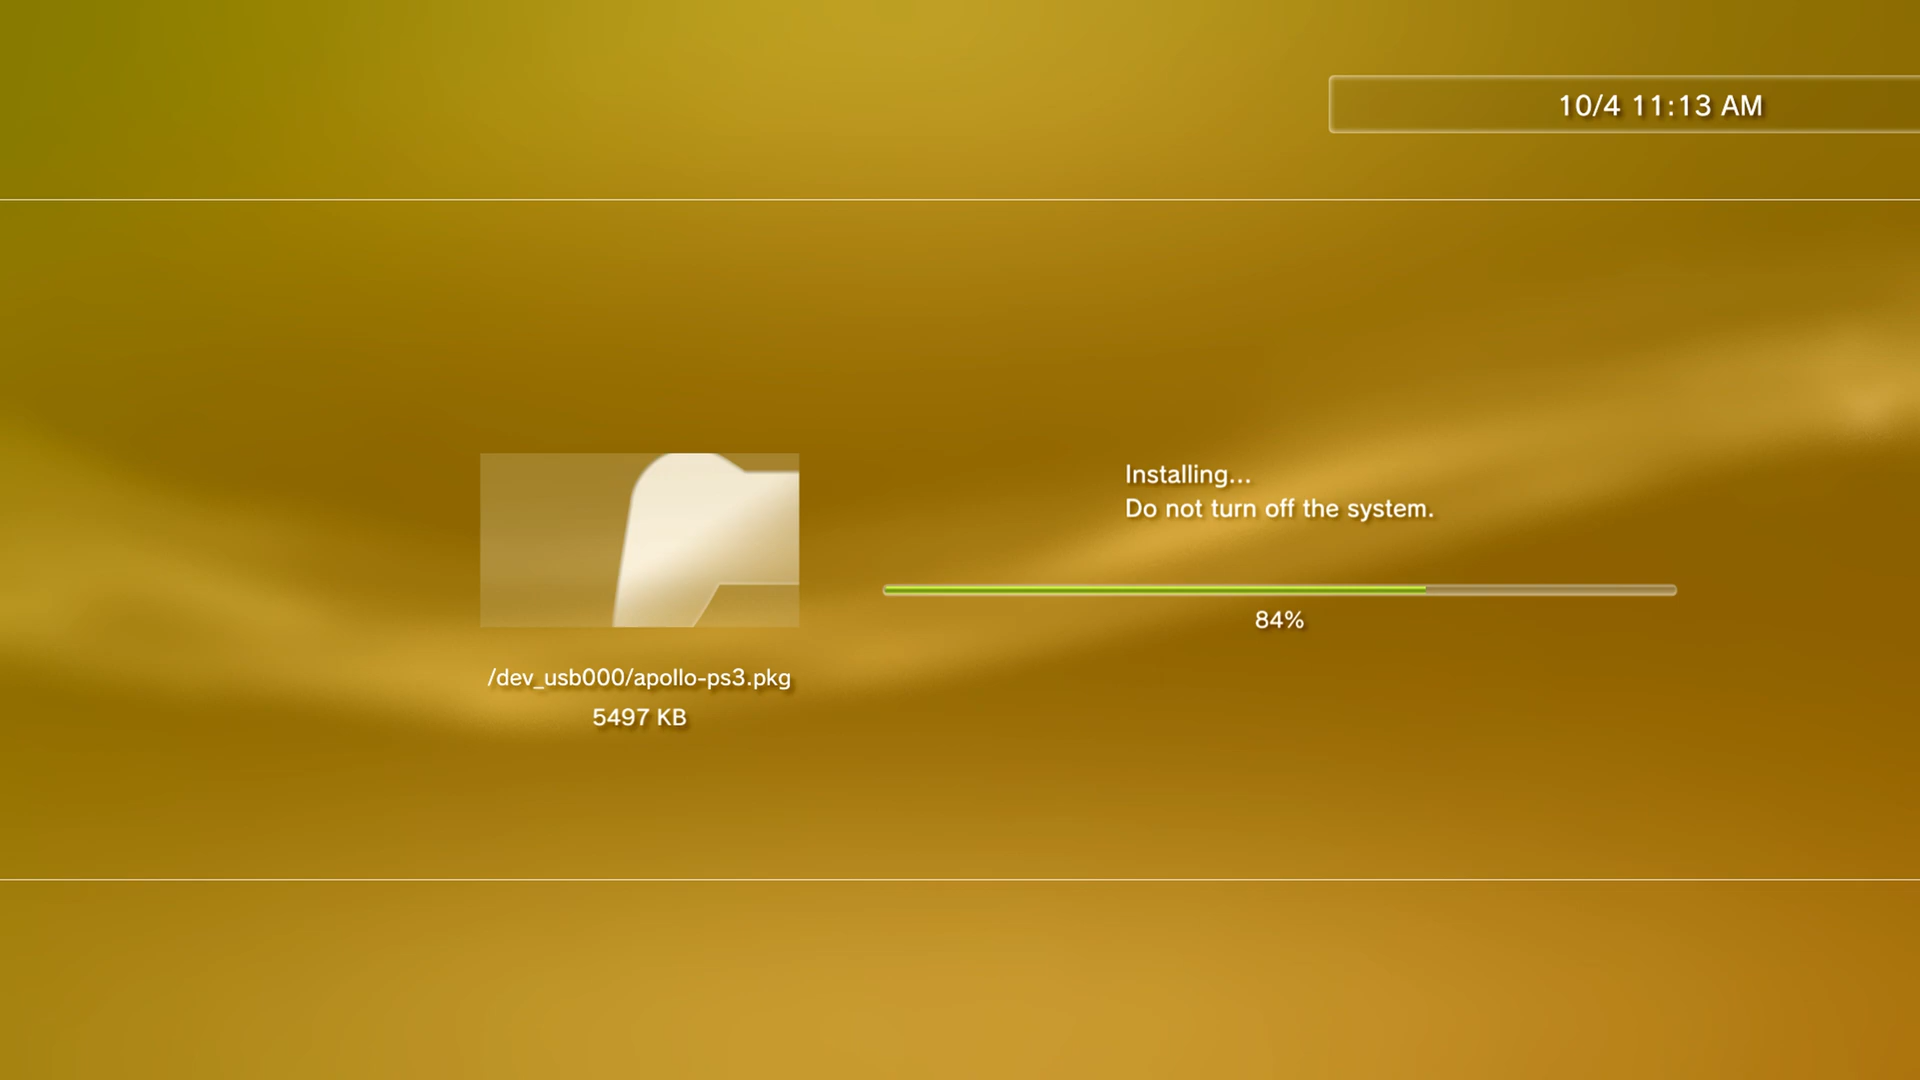 10/4 11:13 AM
Installing...
Do not turn off the system.
84%
/dev_usb000/apollo-ps3.pkg
5497 KB